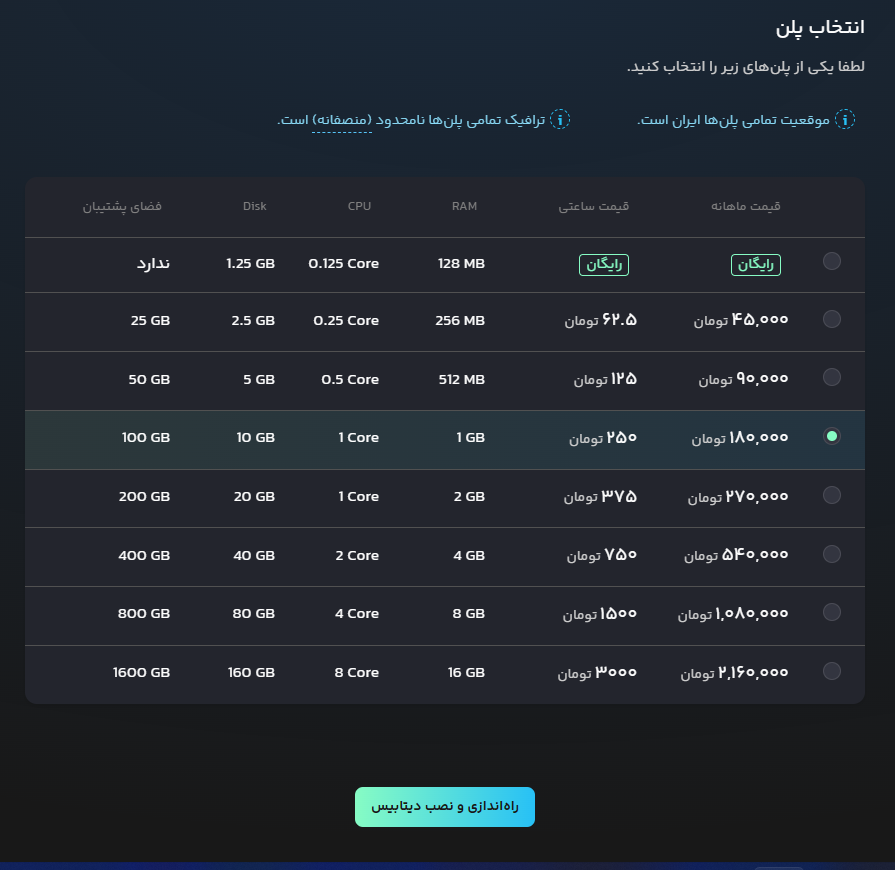 انتخاب پلن
لطفا یکی از پلن‌های زیر را انتخاب کنید.
موقعیت تمامی پلن‌ها ایران است. ترافیک تمامی پلن‌ها نامحدود (منصفانه) است.
قیمت ماهانه قیمت ساعتی RAM CPU Disk فضای پشتیبان
رایگان رایگان 128 MB 0.125 Core 1.25 GB ندارد
۴۵,۰۰۰ تومان ۶۲.۵ تومان 256 MB 0.25 Core 2.5 GB 25 GB
۹۰,۰۰۰ تومان ۱۲۵ تومان 512 MB 0.5 Core 5 GB 50 GB
۱۸۰,۰۰۰ تومان ۲۵۰ تومان 1 GB 1 Core 10 GB 100 GB
۲۷۰,۰۰۰ تومان ۳۷۵ تومان 2 GB 1 Core 20 GB 200 GB
۵۴۰,۰۰۰ تومان ۷۵۰ تومان 4 GB 2 Core 40 GB 400 GB
۱,۰۸۰,۰۰۰ تومان ۱۵۰۰ تومان 8 GB 4 Core 80 GB 800 GB
۲,۱۶۰,۰۰۰ تومان ۳۰۰۰ تومان 16 GB 8 Core 160 GB 1600 GB
راه‌اندازی و نصب دیتابیس